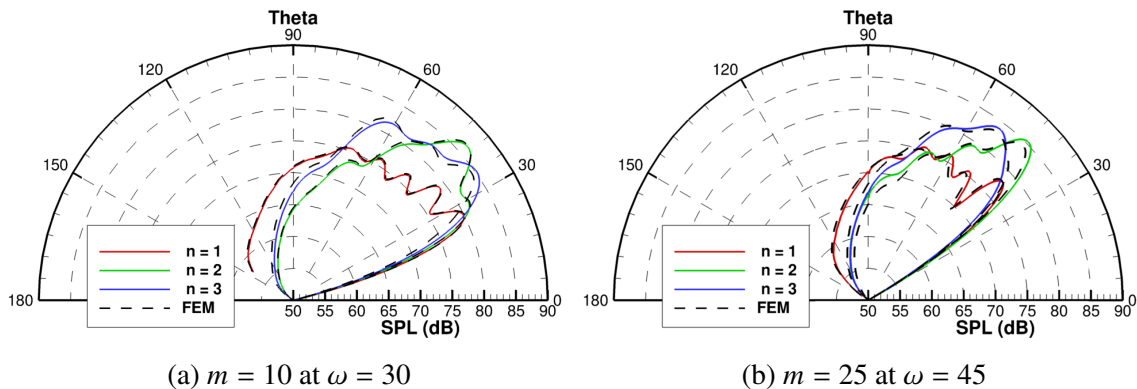 Theta
90
120
60
150
30
180
0
n = 1
n = 2
n = 3
FEM
50 55 60 65 70 75 80 85 90
SPL (dB)
(a) m = 10 at ω = 30
Theta
90
120
60
150
30
180
0
n = 1
n = 2
n = 3
FEM
50 55 60 65 70 75 80 85 90
SPL (dB)
(b) m = 25 at ω = 45